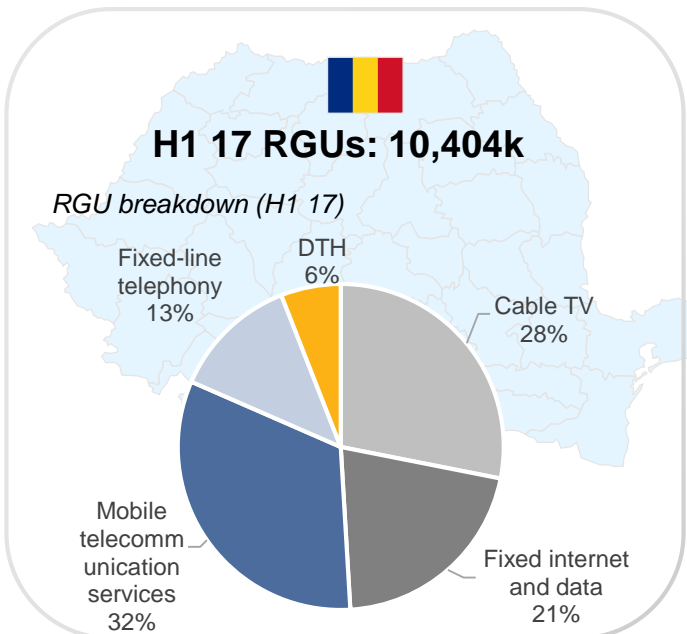 H1 17 RGUs: 10,404k
RGU breakdown (H1 17)
DTH
6%
Fixed-line
telephony
13%
Cable TV
28%
Mobile
telecomm
unication
services
32%
Fixed internet
and data
21%